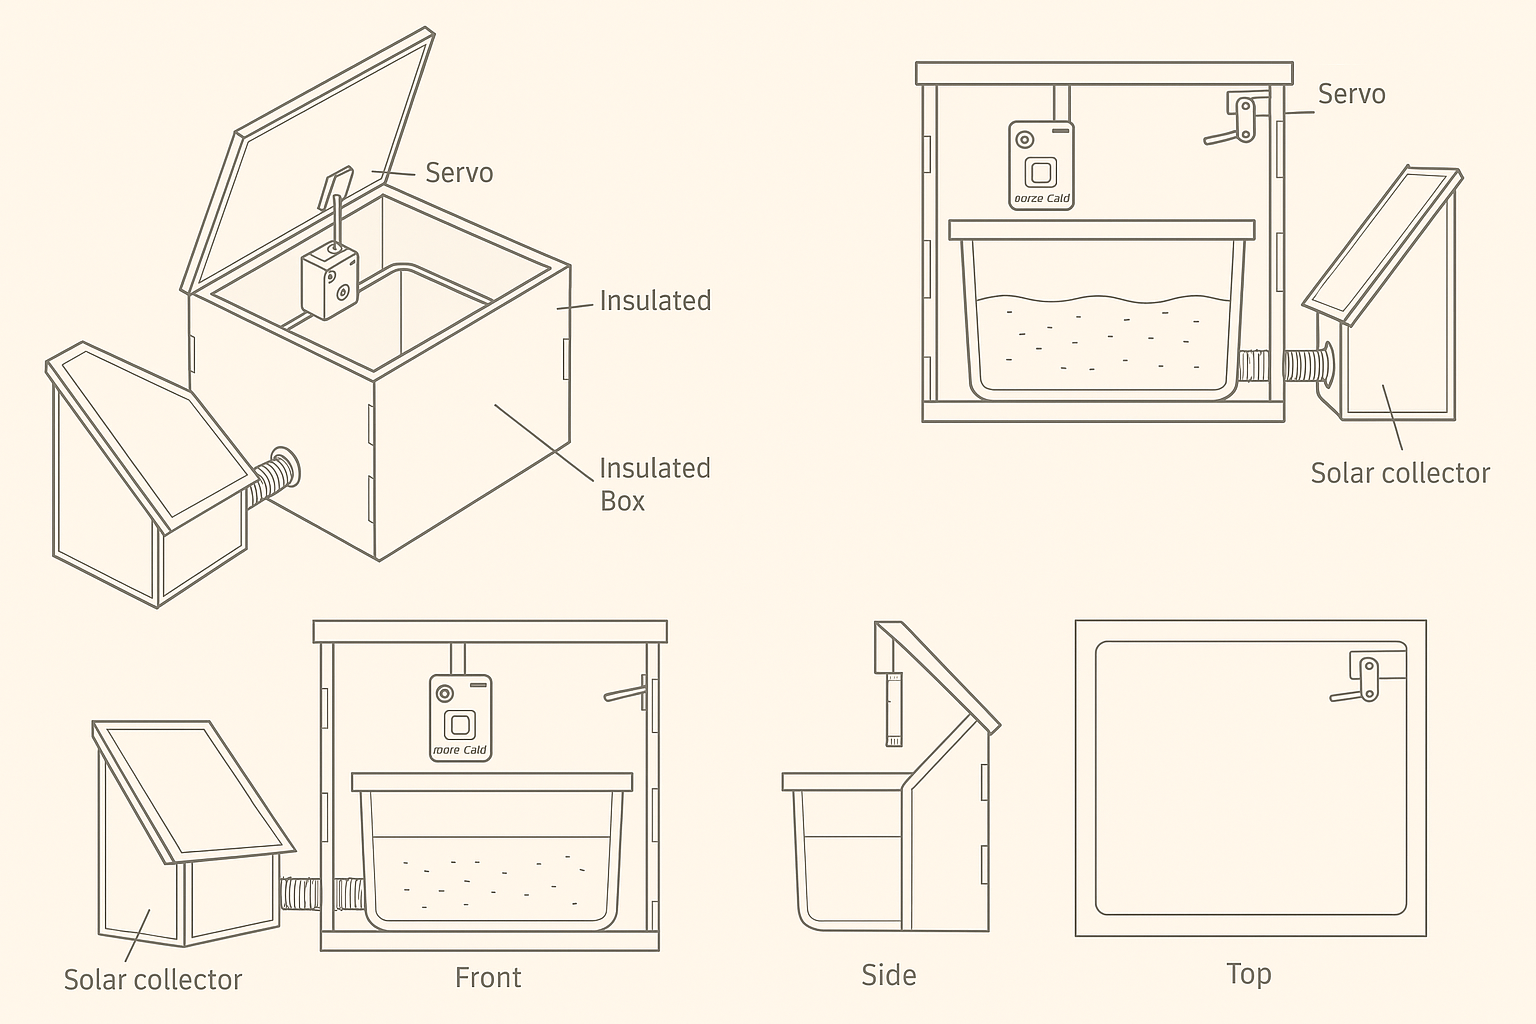 Servo
Insulated
Insulated
Box
Servo
oorze Cald
Solar collector
roore Cald
Solar collector
Front
Side
Top